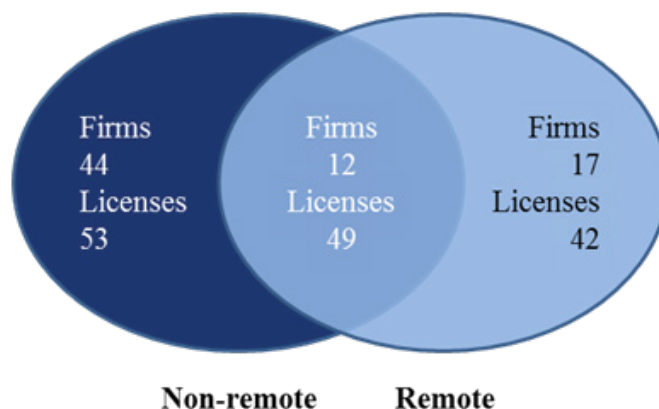 Firms
44
Licenses
53
Firms
12
Licenses
49
Firms
17
Licenses
42
Non-remote
Remote